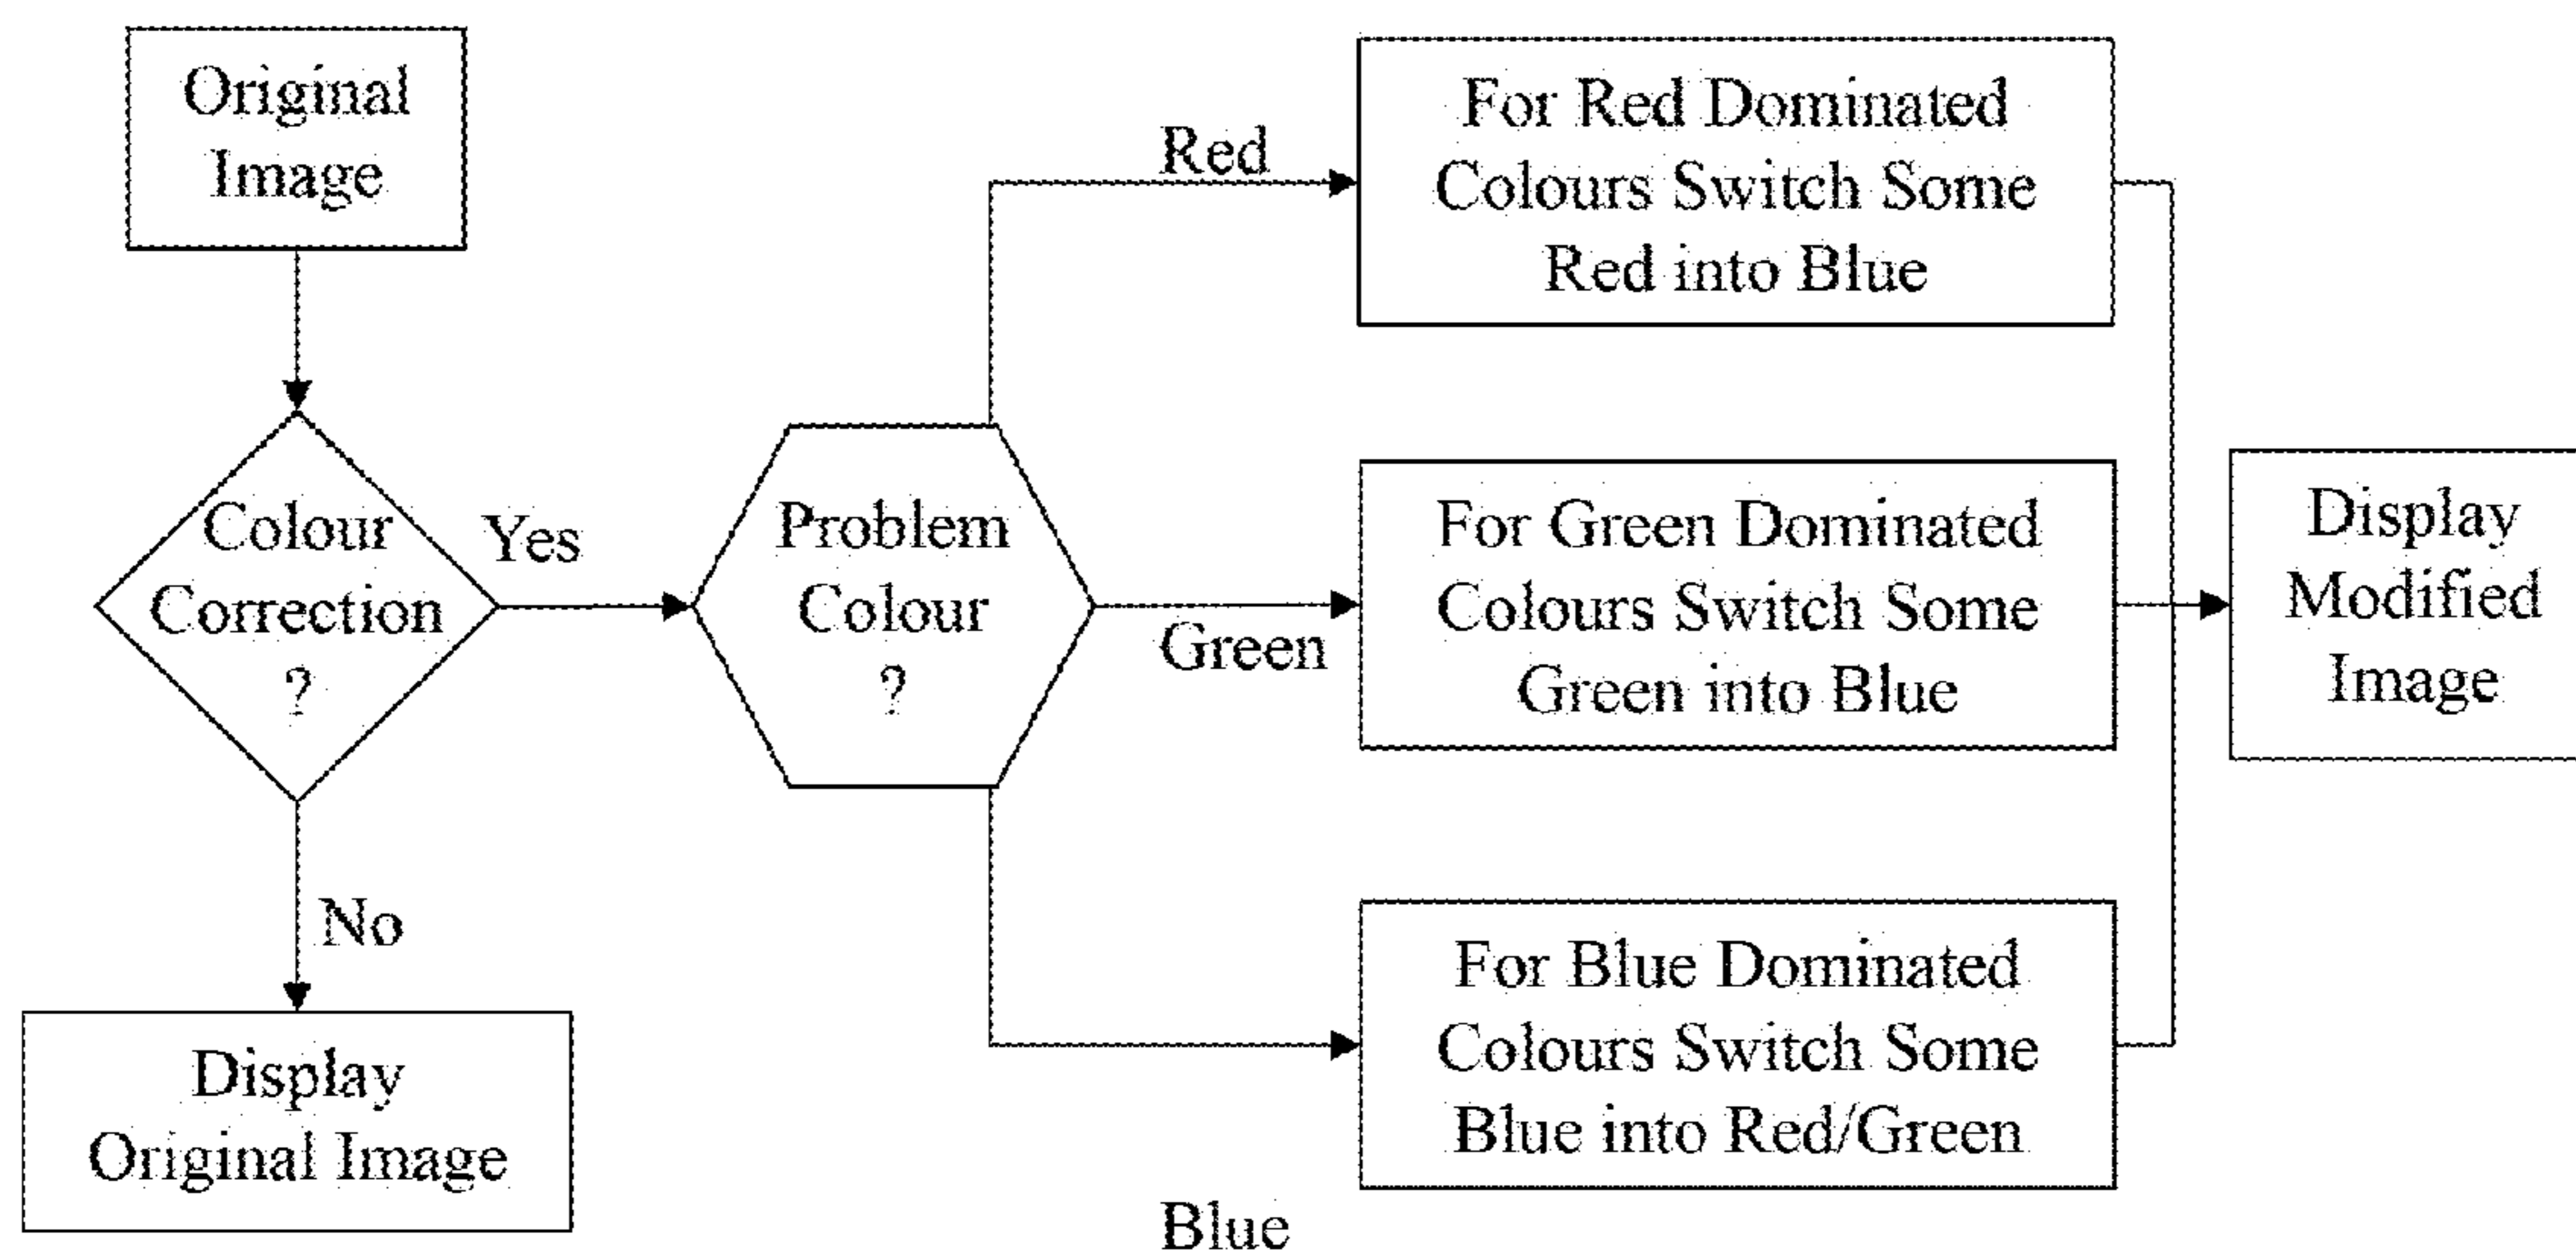 Original
Image
Colour
Correction
?
Yes
No
Display
Original Image
Problem
Colour
?
Red
Green
Blue
For Red Dominated
Colours Switch Some
Red into Blue
For Green Dominated
Colours Switch Some
Green into Blue
For Blue Dominated
Colours Switch Some
Blue into Red/Green
Display
Modified
Image